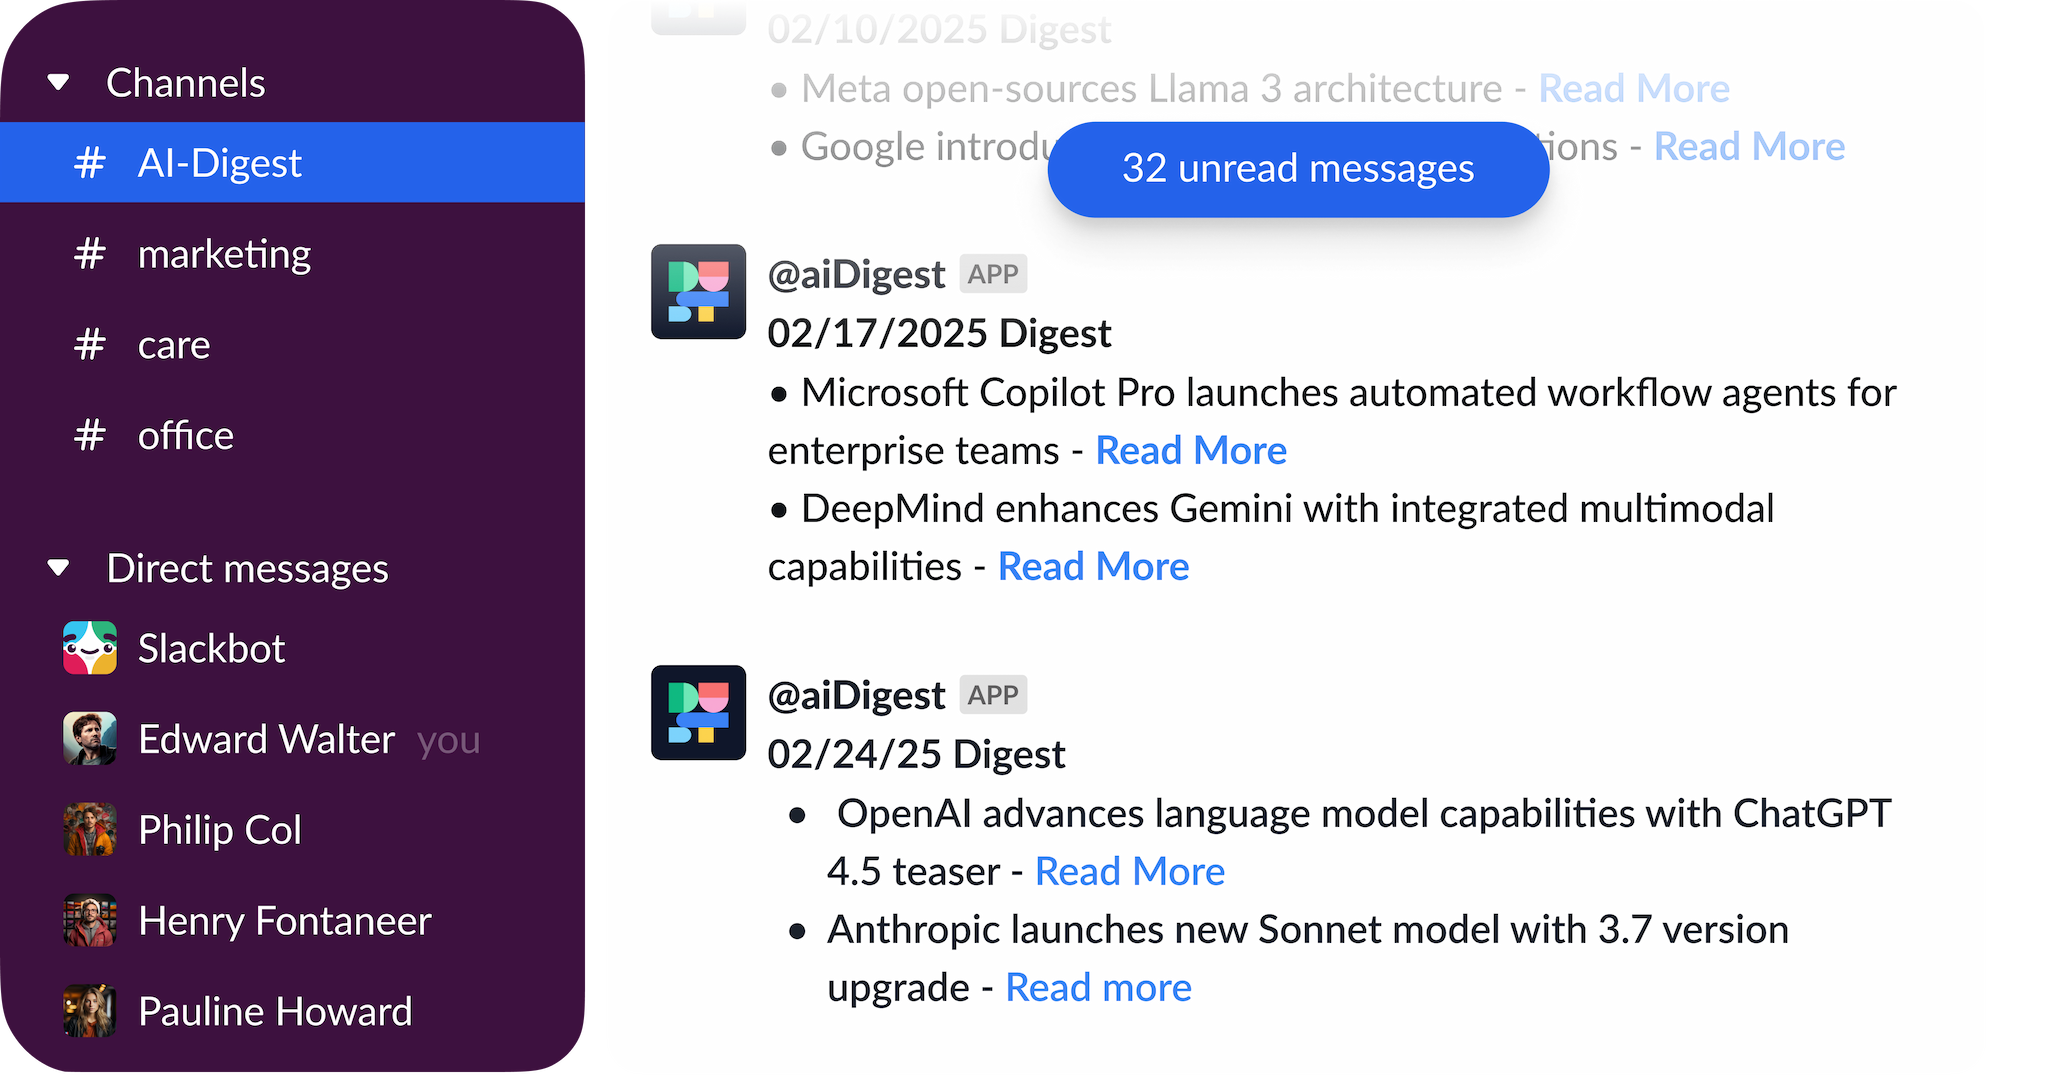 Channels
# AI-Digest
# marketing
# care
# office
Direct messages
Slackbot
Edward Walter you
Philip Col
Henry Fontaneer
Pauline Howard
02/10/2025 Digest
• Meta open-sources Llama 3 architecture - Read More
• Google - Read More
32 unread messages
@aiDigest APP
02/17/2025 Digest
• Microsoft Copilot Pro launches automated workflow agents for
enterprise teams - Read More
• DeepMind enhances Gemini with integrated multimodal
capabilities - Read More
@aiDigest APP
02/24/25 Digest
• OpenAI advances language model capabilities with ChatGPT
4.5 teaser - Read More
• Anthropic launches new Sonnet model with 3.7 version
upgrade - Read more